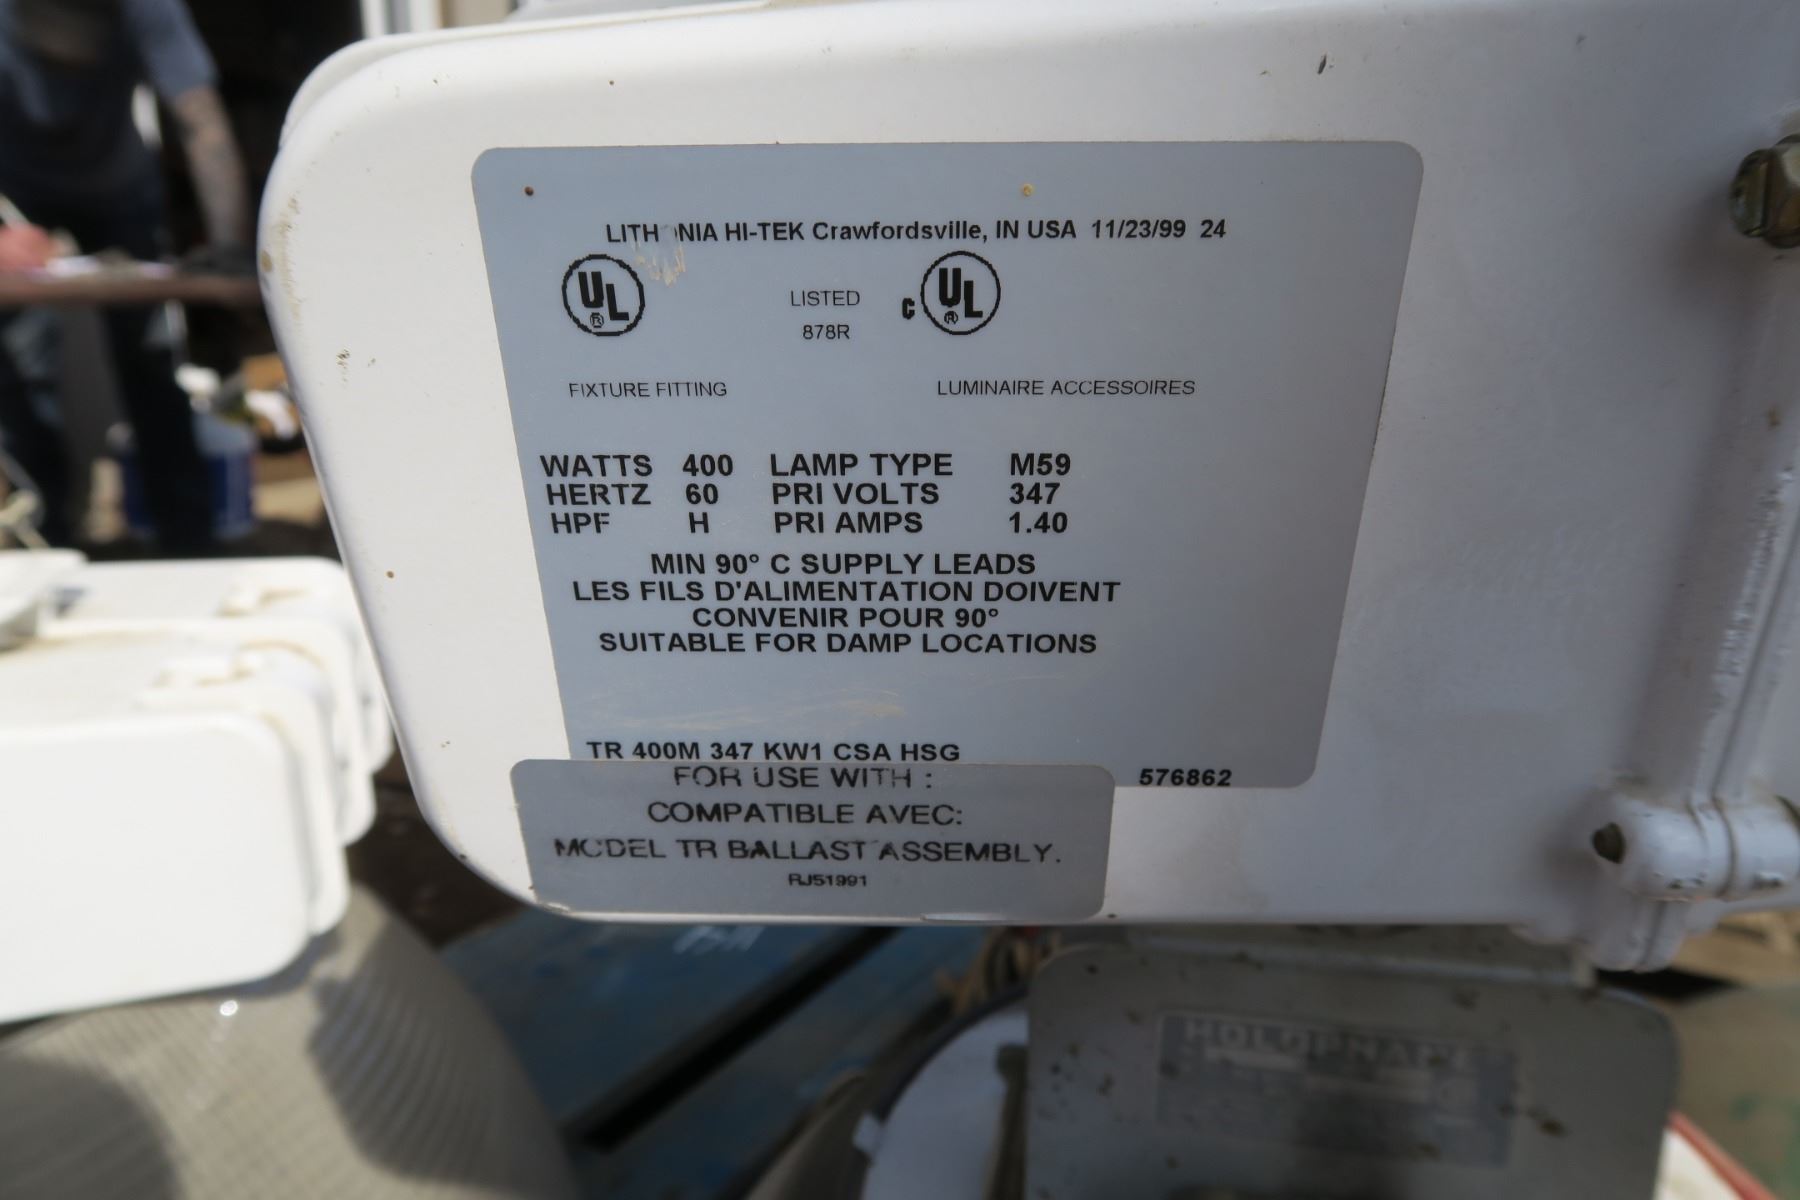 LITHONIA HI-TEK Crawfordsville, IN USA 11/23/99 24
UL LISTED c UL
878R
FIXTURE FITTING LUMINAIRE ACCESSOIRES
WATTS 400 LAMP TYPE M59
HERTZ 60 PRI VOLTS 347
HPF H PRI AMPS 1.40
MIN 90° C SUPPLY LEADS
LES FILS D'ALIMENTATION DOIVENT
CONVENIR POUR 90°
SUITABLE FOR DAMP LOCATIONS
TR 400M 347 KW1 CSA HSG
576862
FOR USE WITH :
COMPATIBLE AVEC:
MODEL TR BALLAST ASSEMBLY.
RJ51991
HOLOPHANE